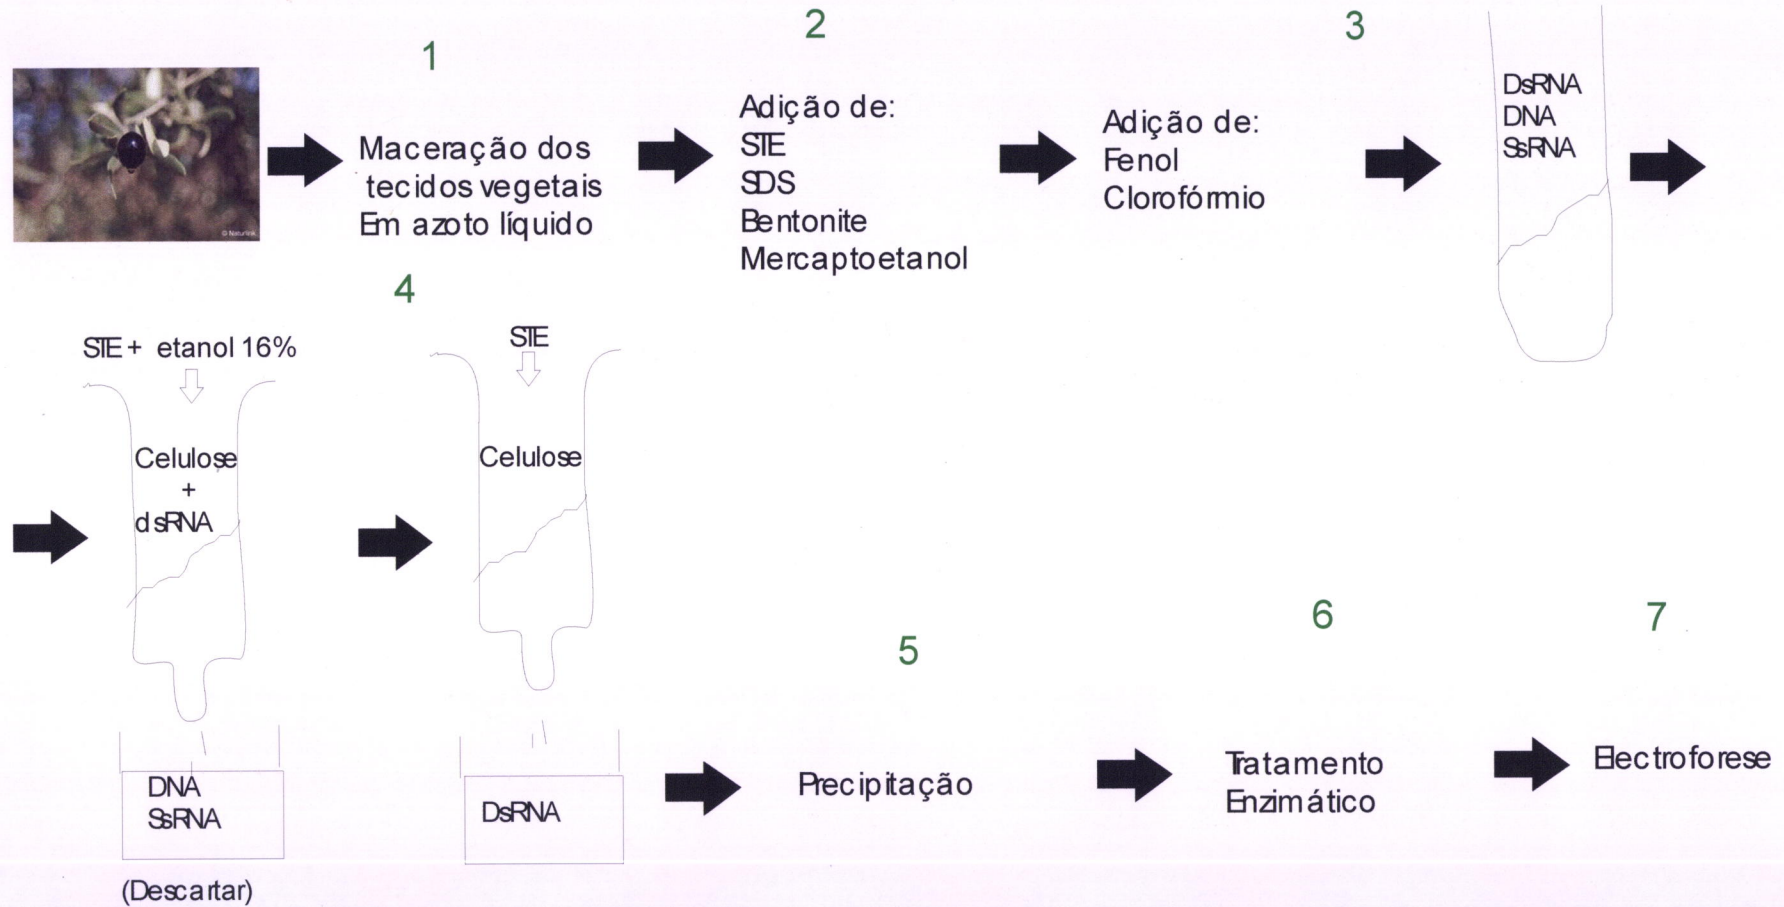 1
2
3
© Naturlink
Maceração dos
tecidos vegetais
Em azoto líquido
Adição de:
STE
SDS
Bentonite
Mercaptoetanol
Adição de:
Fenol
Clorofórmio
DsRNA
DNA
SsRNA
4
STE + etanol 16%
Celulose
+
dsRNA
DNA
SsRNA
(Descartar)
STE
Celulose
DsRNA
5
Precipitação
6
Tratamento
Enzimático
7
Electroforese